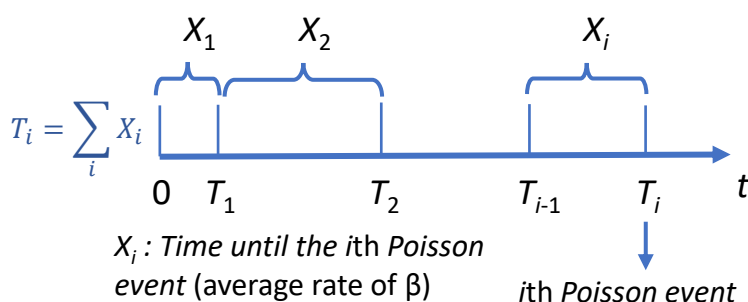 X₁ X₂ Xᵢ
Tᵢ = ∑ᵢ Xᵢ
0 T₁ T₂ Tᵢ₋₁ Tᵢ t
Xᵢ : Time until the ith Poisson
event (average rate of β)
ith Poisson event